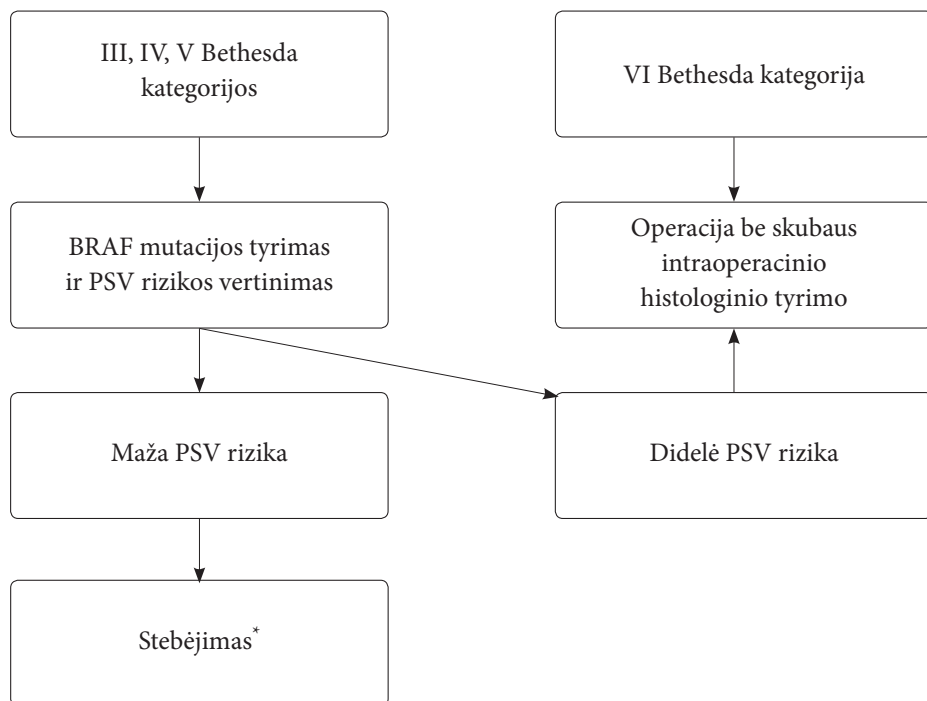 III, IV, V Bethesda
kategorijos
VI Bethesda kategorija
BRAF mutacijos tyrimas
ir PSV rizikos vertinimas
Operacija be skubaus
intraoperacinio
histologinio tyrimo
Maža PSV rizika
Didelė PSV rizika
Stebėjimas*